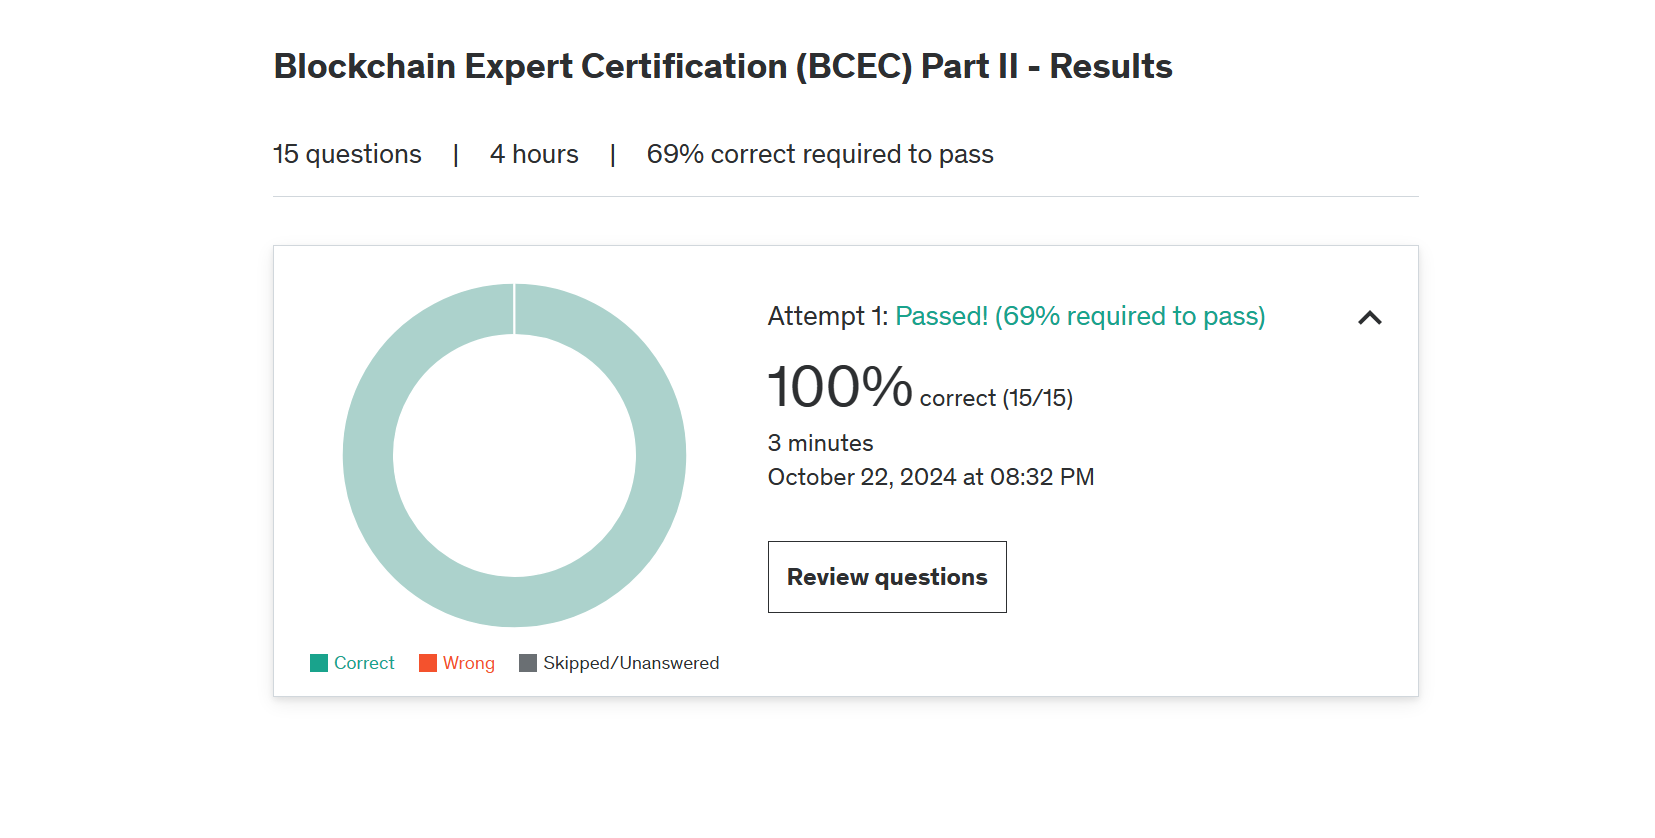 Blockchain Expert Certification (BCEC) Part II - Results
15 questions | 4 hours | 69% correct required to pass
Attempt 1: Passed! (69% required to pass)
100% correct (15/15)
3 minutes
October 22, 2024 at 08:32 PM
Review questions
Correct Wrong Skipped/Unanswered